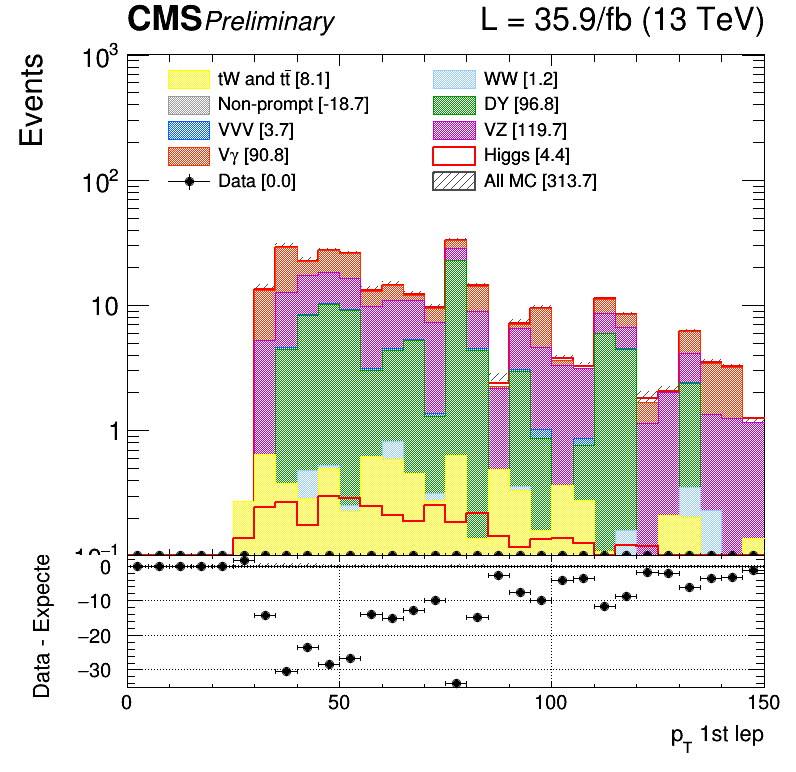 CMS Preliminary L = 35.9/fb (13 TeV)
Events
10³
10²
10
1
10⁻¹
tW and tt̄ [8.1]
WW [1.2]
Non-prompt [-18.7]
DY [96.8]
VVV [3.7]
VZ [119.7]
Vγ [90.8]
Higgs [4.4]
Data [0.0]
All MC [313.7]
Data - Expecte
0
−10
−20
−30
0 50 100 150
p_T 1st lep